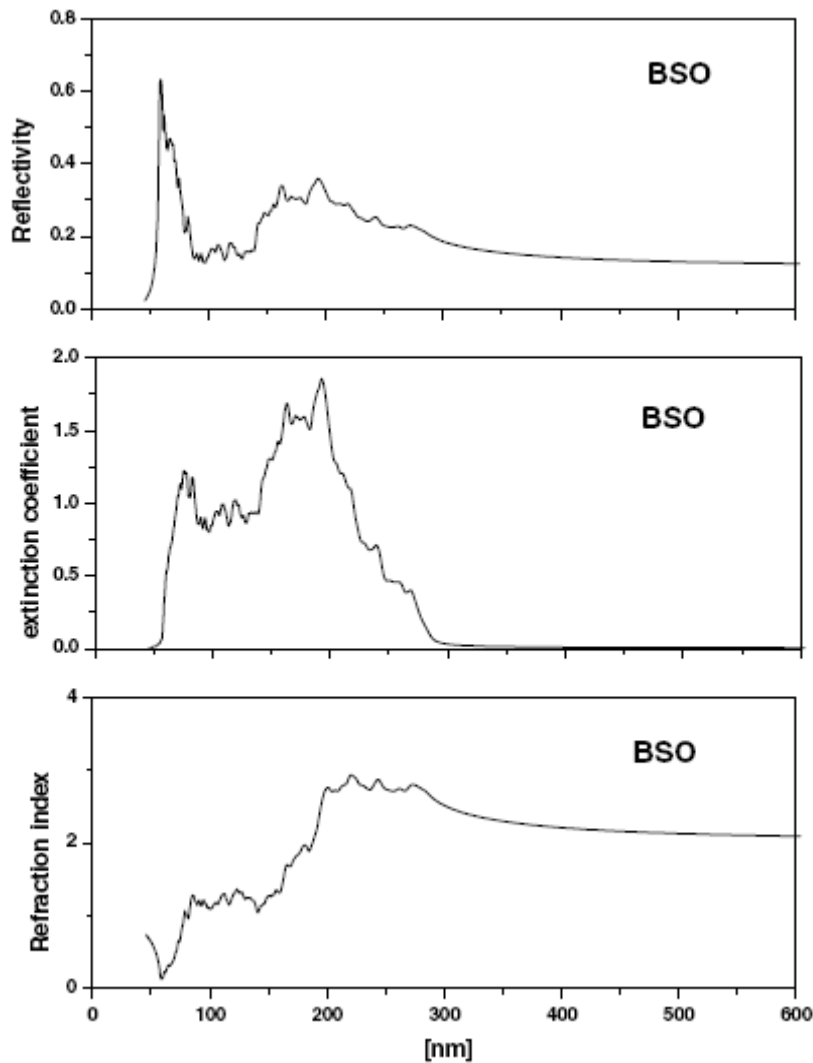 0.8
BSO
0.6
Reflectivity
0.4
0.2
0.0
2.0
BSO
1.5
extinction coefficient
1.0
0.5
0.0
4
BSO
Refraction index
2
0
0 100 200 300 400 500 600
[nm]